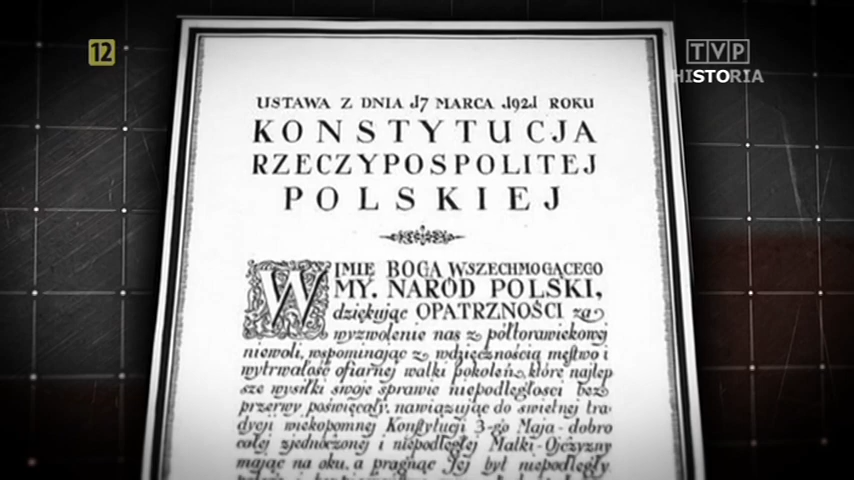 12
TVP
HISTORIA
USTAWA Z DNIA 17 MARCA 1921 ROKU
KONSTYTUCJA
RZECZYPOSPOLITEJ
POLSKIEJ
W IMIĘ BOGA WSZECHMOGĄCEGO
MY, NARÓD POLSKI,
dziękując OPATRZNOŚCI za
wyzwolenie nas z półtorawiekowej
niewoli, wspominając z wdzięcznością męstwo i
wytrwałość ofiarnej walki pokoleń, które najlep
sze wysiłki swoje sprawie niepodległości bez
przerwy poświęcały, nawiązując do świetnej tra
dycji wiekopomnej Konstytucji 3-go Maja - dobro
całej zjednoczonej i niepodległej Matki-Ojczyzny
mając na oku, a pragnąc Jej byt niepodległy,